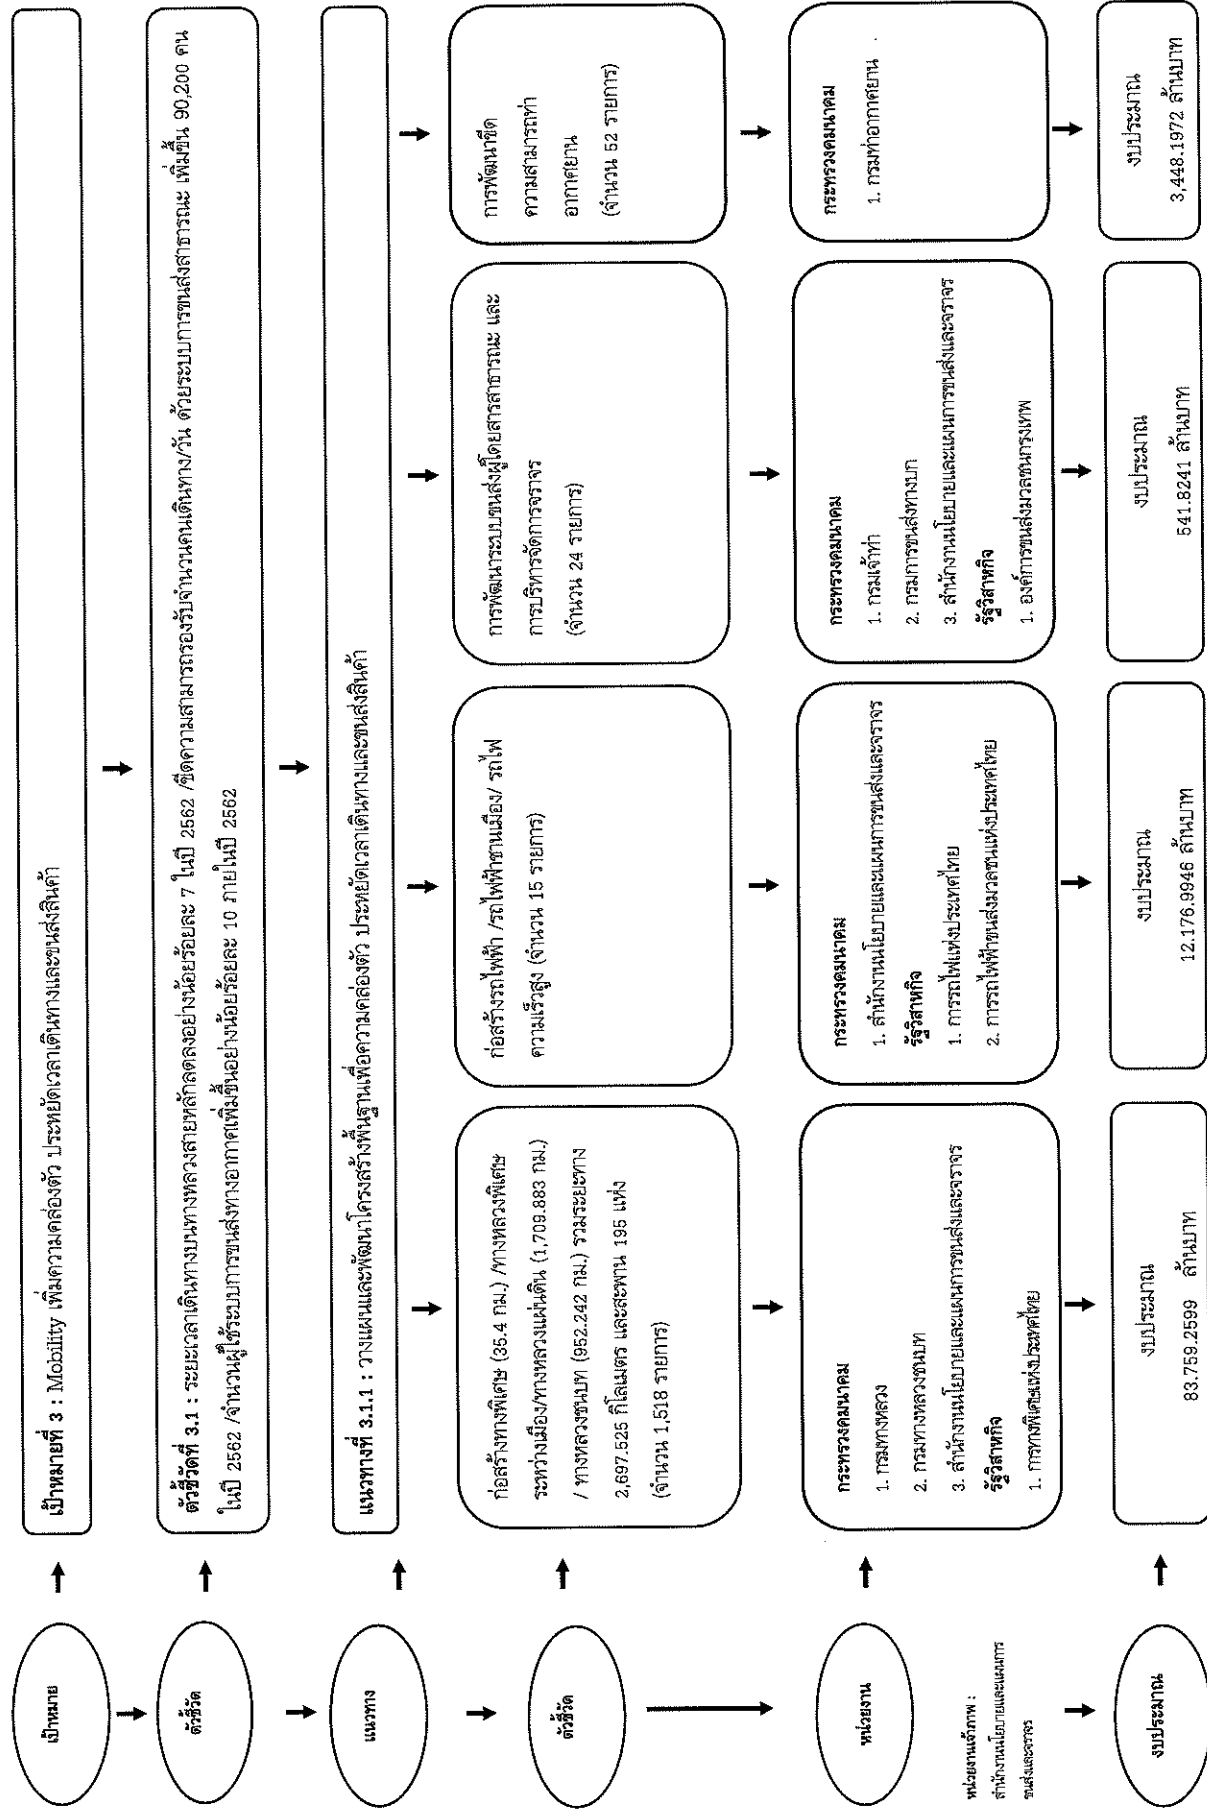 เป้าหมาย
เป้าหมายที่ 3 : Mobility เพิ่มความคล่องตัว ประหยัดเวลาเดินทางและขนส่งสินค้า
ตัวชี้วัด
ตัวชี้วัดที่ 3.1 : ระยะเวลาเดินทางบนทางหลวงสายหลักลดลงอย่างน้อยร้อยละ 7 ในปี 2562 /ขีดความสามารถรองรับจำนวนคนเดินทาง/วัน ด้วยระบบการขนส่งสาธารณะ เพิ่มขึ้น 90,200 คน
ในปี 2562 /จำนวนผู้ใช้ระบบการขนส่งทางอากาศเพิ่มขึ้นอย่างน้อยร้อยละ 10 ภายในปี 2562
แนวทาง
แนวทางที่ 3.1.1 : วางแผนและพัฒนาโครงสร้างพื้นฐานเพื่อความคล่องตัว ประหยัดเวลาเดินทางและขนส่งสินค้า
ตัวชี้วัด
ก่อสร้างทางพิเศษ (35.4 กม.) /ทางหลวงพิเศษ
ระหว่างเมือง/ทางหลวงแผ่นดิน (1,709.883 กม.)
/ ทางหลวงชนบท (952.242 กม.) รวมระยะทาง
2,697.525 กิโลเมตร และสะพาน 195 แห่ง
(จำนวน 1,518 รายการ)
ก่อสร้างรถไฟฟ้า /รถไฟฟ้าชานเมือง/ รถไฟ
ความเร็วสูง (จำนวน 15 รายการ)
การพัฒนาระบบขนส่งผู้โดยสารสาธารณะ และ
การบริหารจัดการจราจร
(จำนวน 24 รายการ)
การพัฒนาขีด
ความสามารถท่า
อากาศยาน
(จำนวน 52 รายการ)
หน่วยงาน
หน่วยงานเจ้าภาพ :
สำนักงานนโยบายและแผนการ
ขนส่งและจราจร
กระทรวงคมนาคม
1. กรมทางหลวง
2. กรมทางหลวงชนบท
3. สำนักงานนโยบายและแผนการขนส่งและจราจร
รัฐวิสาหกิจ
1. การทางพิเศษแห่งประเทศไทย
กระทรวงคมนาคม
1. สำนักงานนโยบายและแผนการขนส่งและจราจร
รัฐวิสาหกิจ
1. การรถไฟแห่งประเทศไทย
2. การรถไฟฟ้าขนส่งมวลชนแห่งประเทศไทย
กระทรวงคมนาคม
1. กรมเจ้าท่า
2. กรมการขนส่งทางบก
3. สำนักงานนโยบายและแผนการขนส่งและจราจร
รัฐวิสาหกิจ
1. องค์การขนส่งมวลชนกรุงเทพ
กระทรวงคมนาคม
1. กรมท่าอากาศยาน
งบประมาณ
งบประมาณ
83.759.2599 ล้านบาท
งบประมาณ
12.176.9946 ล้านบาท
งบประมาณ
541.8241 ล้านบาท
งบประมาณ
3,448.1972 ล้านบาท